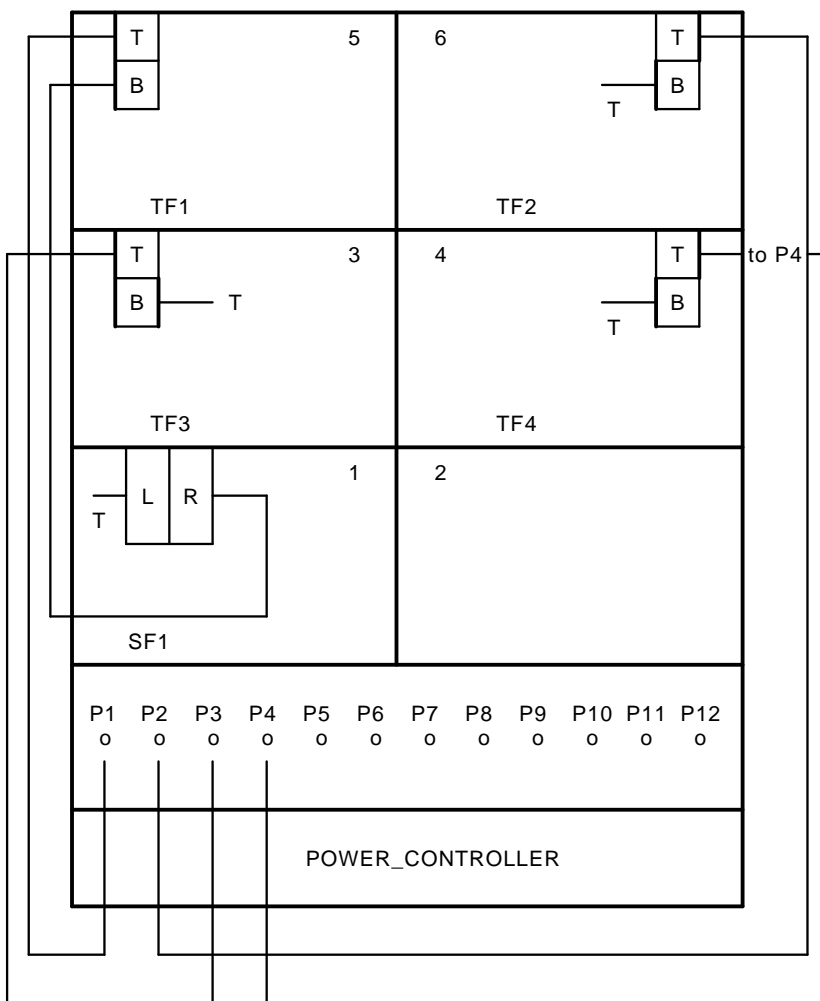 T 5 6 T
B B
T
TF1 TF2
T 3 4 T to P4
B T B
T
TF3 TF4
1 2
L R
T
SF1
P1 P2 P3 P4 P5 P6 P7 P8 P9 P10 P11 P12
o o o o o o o o o o o o
POWER_CONTROLLER